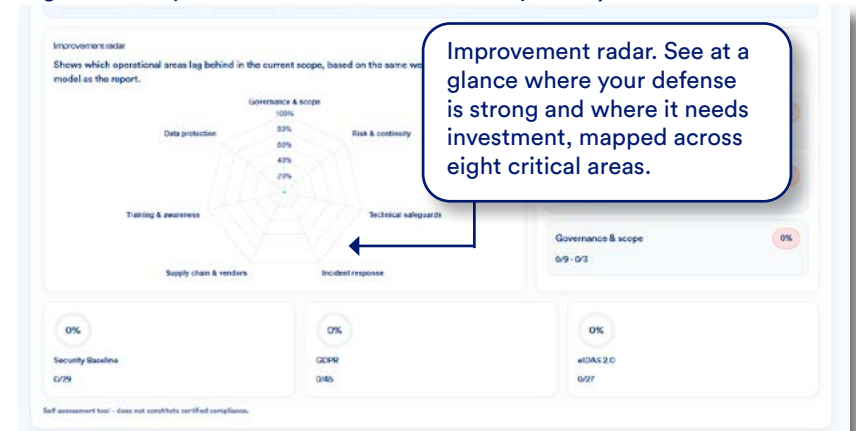 Improvement radar
Shows which operational areas lag behind in the current scope, based on the same we
model as the report.
Improvement radar. See at a
glance where your defense
is strong and where it needs
investment, mapped across
eight critical areas.
Governance & scope
100%
80%
60%
40%
20%
Data protection
Risk & continuity
Training & awareness
Technical safeguards
Supply chain & vendors
Incident response
Governance & scope
0%
0/9 - 0/3
0%
Security Baseline
0/29
0%
GDPR
0/45
0%
eIDAS 2.0
0/27
Self assessment tool - does not constitute certified compliance.